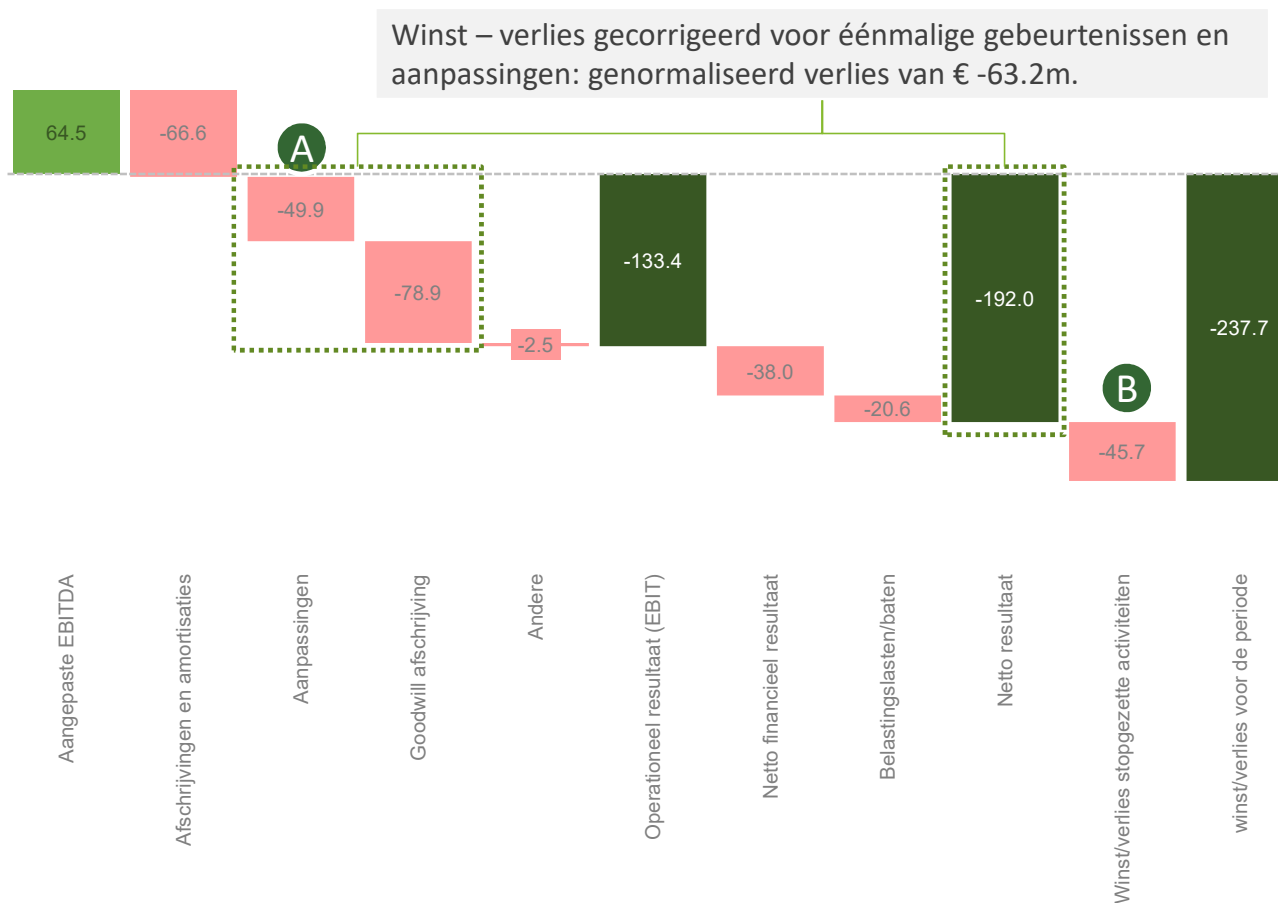 Winst – verlies gecorrigeerd voor éénmalige gebeurtenissen en
aanpassingen: genormaliseerd verlies van € -63.2m.
64.5
-66.6
A
-49.9
-78.9
-2.5
-133.4
-38.0
-20.6
-192.0
B
-45.7
-237.7
Aangepaste EBITDA
Afschrijvingen en amortisaties
Aanpassingen
Goodwill afschrijving
Andere
Operationeel resultaat (EBIT)
Netto financieel resultaat
Belastingslasten/baten
Netto resultaat
Winst/verlies stopgezette activiteiten
winst/verlies voor de periode